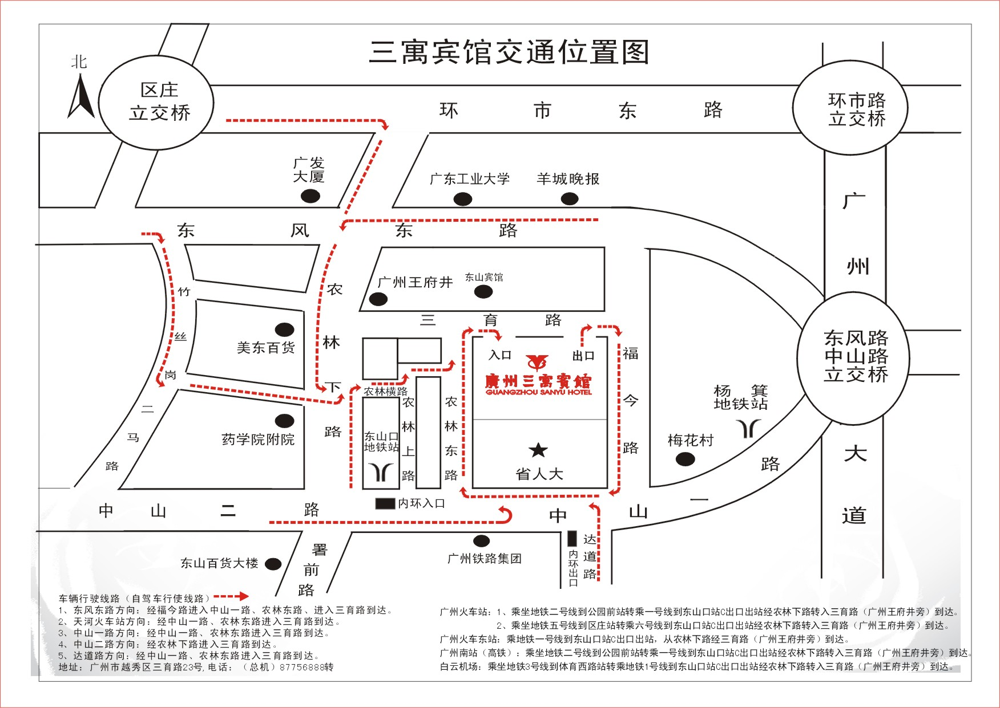 三寓宾馆交通位置图
北
区庄
立交桥
环市东路
环市路
立交桥
广发
大厦
广东工业大学
羊城晚报
广州大道
东风东路
竹丝岗二马路
农林下路
广州王府井
东山宾馆
三育路
美东百货
入口
出口
廣州三寓賓館
GUANGZHOU SANYU HOTEL
福今路
东风路
中山路
立交桥
农林横路
农林上路
农林东路
杨箕
地铁站
药学院附院
东山口
地铁站
梅花村
省人大
内环入口
中山二路
中山一路
署前路
东山百货大楼
广州铁路集团
内环出口
达道路
车辆行驶线路（自驾车行使线路）
1、东风东路方向：经福今路进入中山一路、农林东路、进入三育路到达。
2、天河火车站方向：经中山一路、农林东路进入三育路到达。
3、中山一路方向：经中山一路、农林东路进入三育路到达。
4、中山二路方向：经农林下路进入三育路到达。
5、达道路方向：经中山一路、农林东路进入三育路到达。
地址：广州市越秀区三育路23号,电话：（总机）87756888转
广州火车站：1、乘坐地铁二号线到公园前站转乘一号线到东山口站C出口出站经农林下路转入三育路（广州王府井旁）到达。
2、乘坐地铁五号线到区庄站转乘六号线到东山口站C出口出站经农林下路转入三育路（广州王府井旁）到达。
广州火车东站：乘地铁一号线到东山口站C出口出站，从农林下路经三育路（广州王府井旁）到达。
广州南站（高铁）：乘坐地铁二号线到公园前站转乘一号线到东山口站C出口出站经农林下路转入三育路（广州王府井旁）到达。
白云机场：乘坐地铁3号线到体育西路站转乘地铁1号线到东山口站C出口出站经农林下路转入三育路（广州王府井旁）到达。